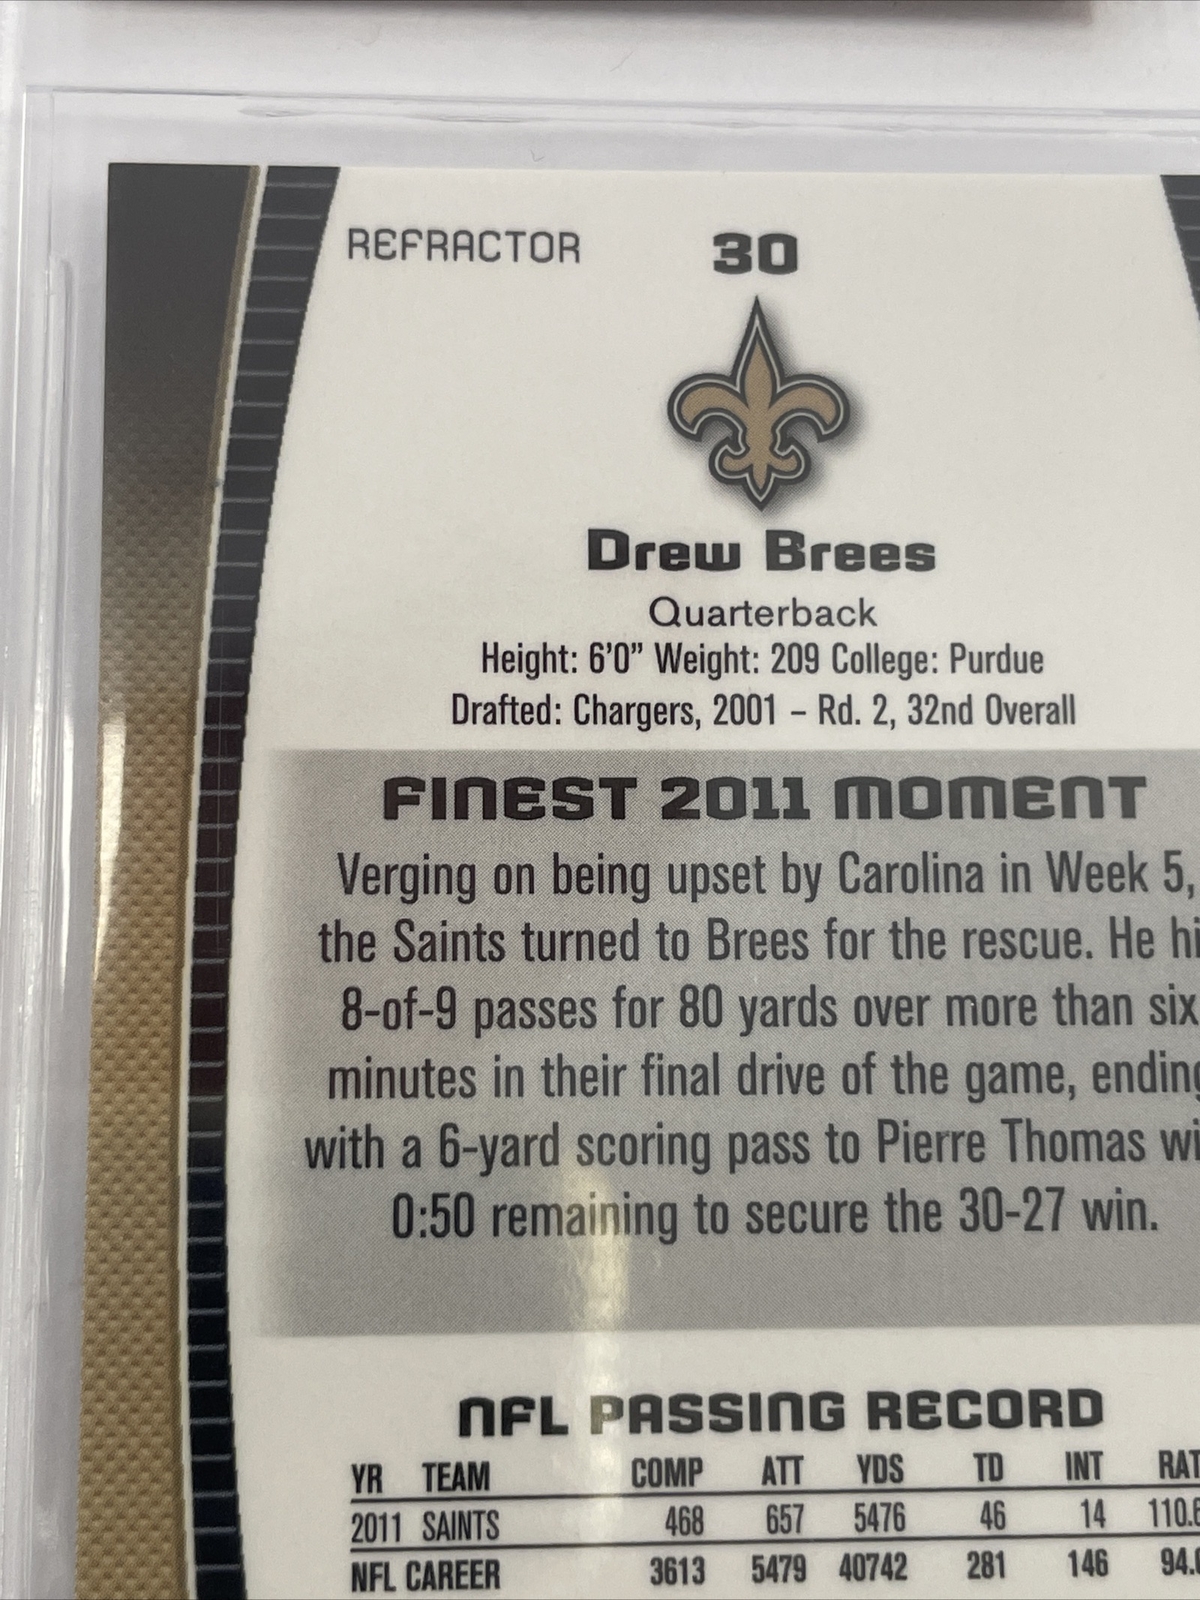 REFRACTOR 30
Drew Brees
Quarterback
Height: 6'0" Weight: 209 College: Purdue
Drafted: Chargers, 2001 – Rd. 2, 32nd Overall
FINEST 2011 MOMENT
Verging on being upset by Carolina in Week 5,
the Saints turned to Brees for the rescue. He
8-of-9 passes for 80 yards over more than six
minutes in their final drive of the game, ending
with a 6-yard scoring pass to Pierre Thomas
0:50 remaining to secure the 30-27 win.
NFL PASSING RECORD
YR TEAM COMP ATT YDS TD INT
2011 SAINTS 468 657 5476 46 14 110.6
NFL CAREER 3613 5479 40742 281 146